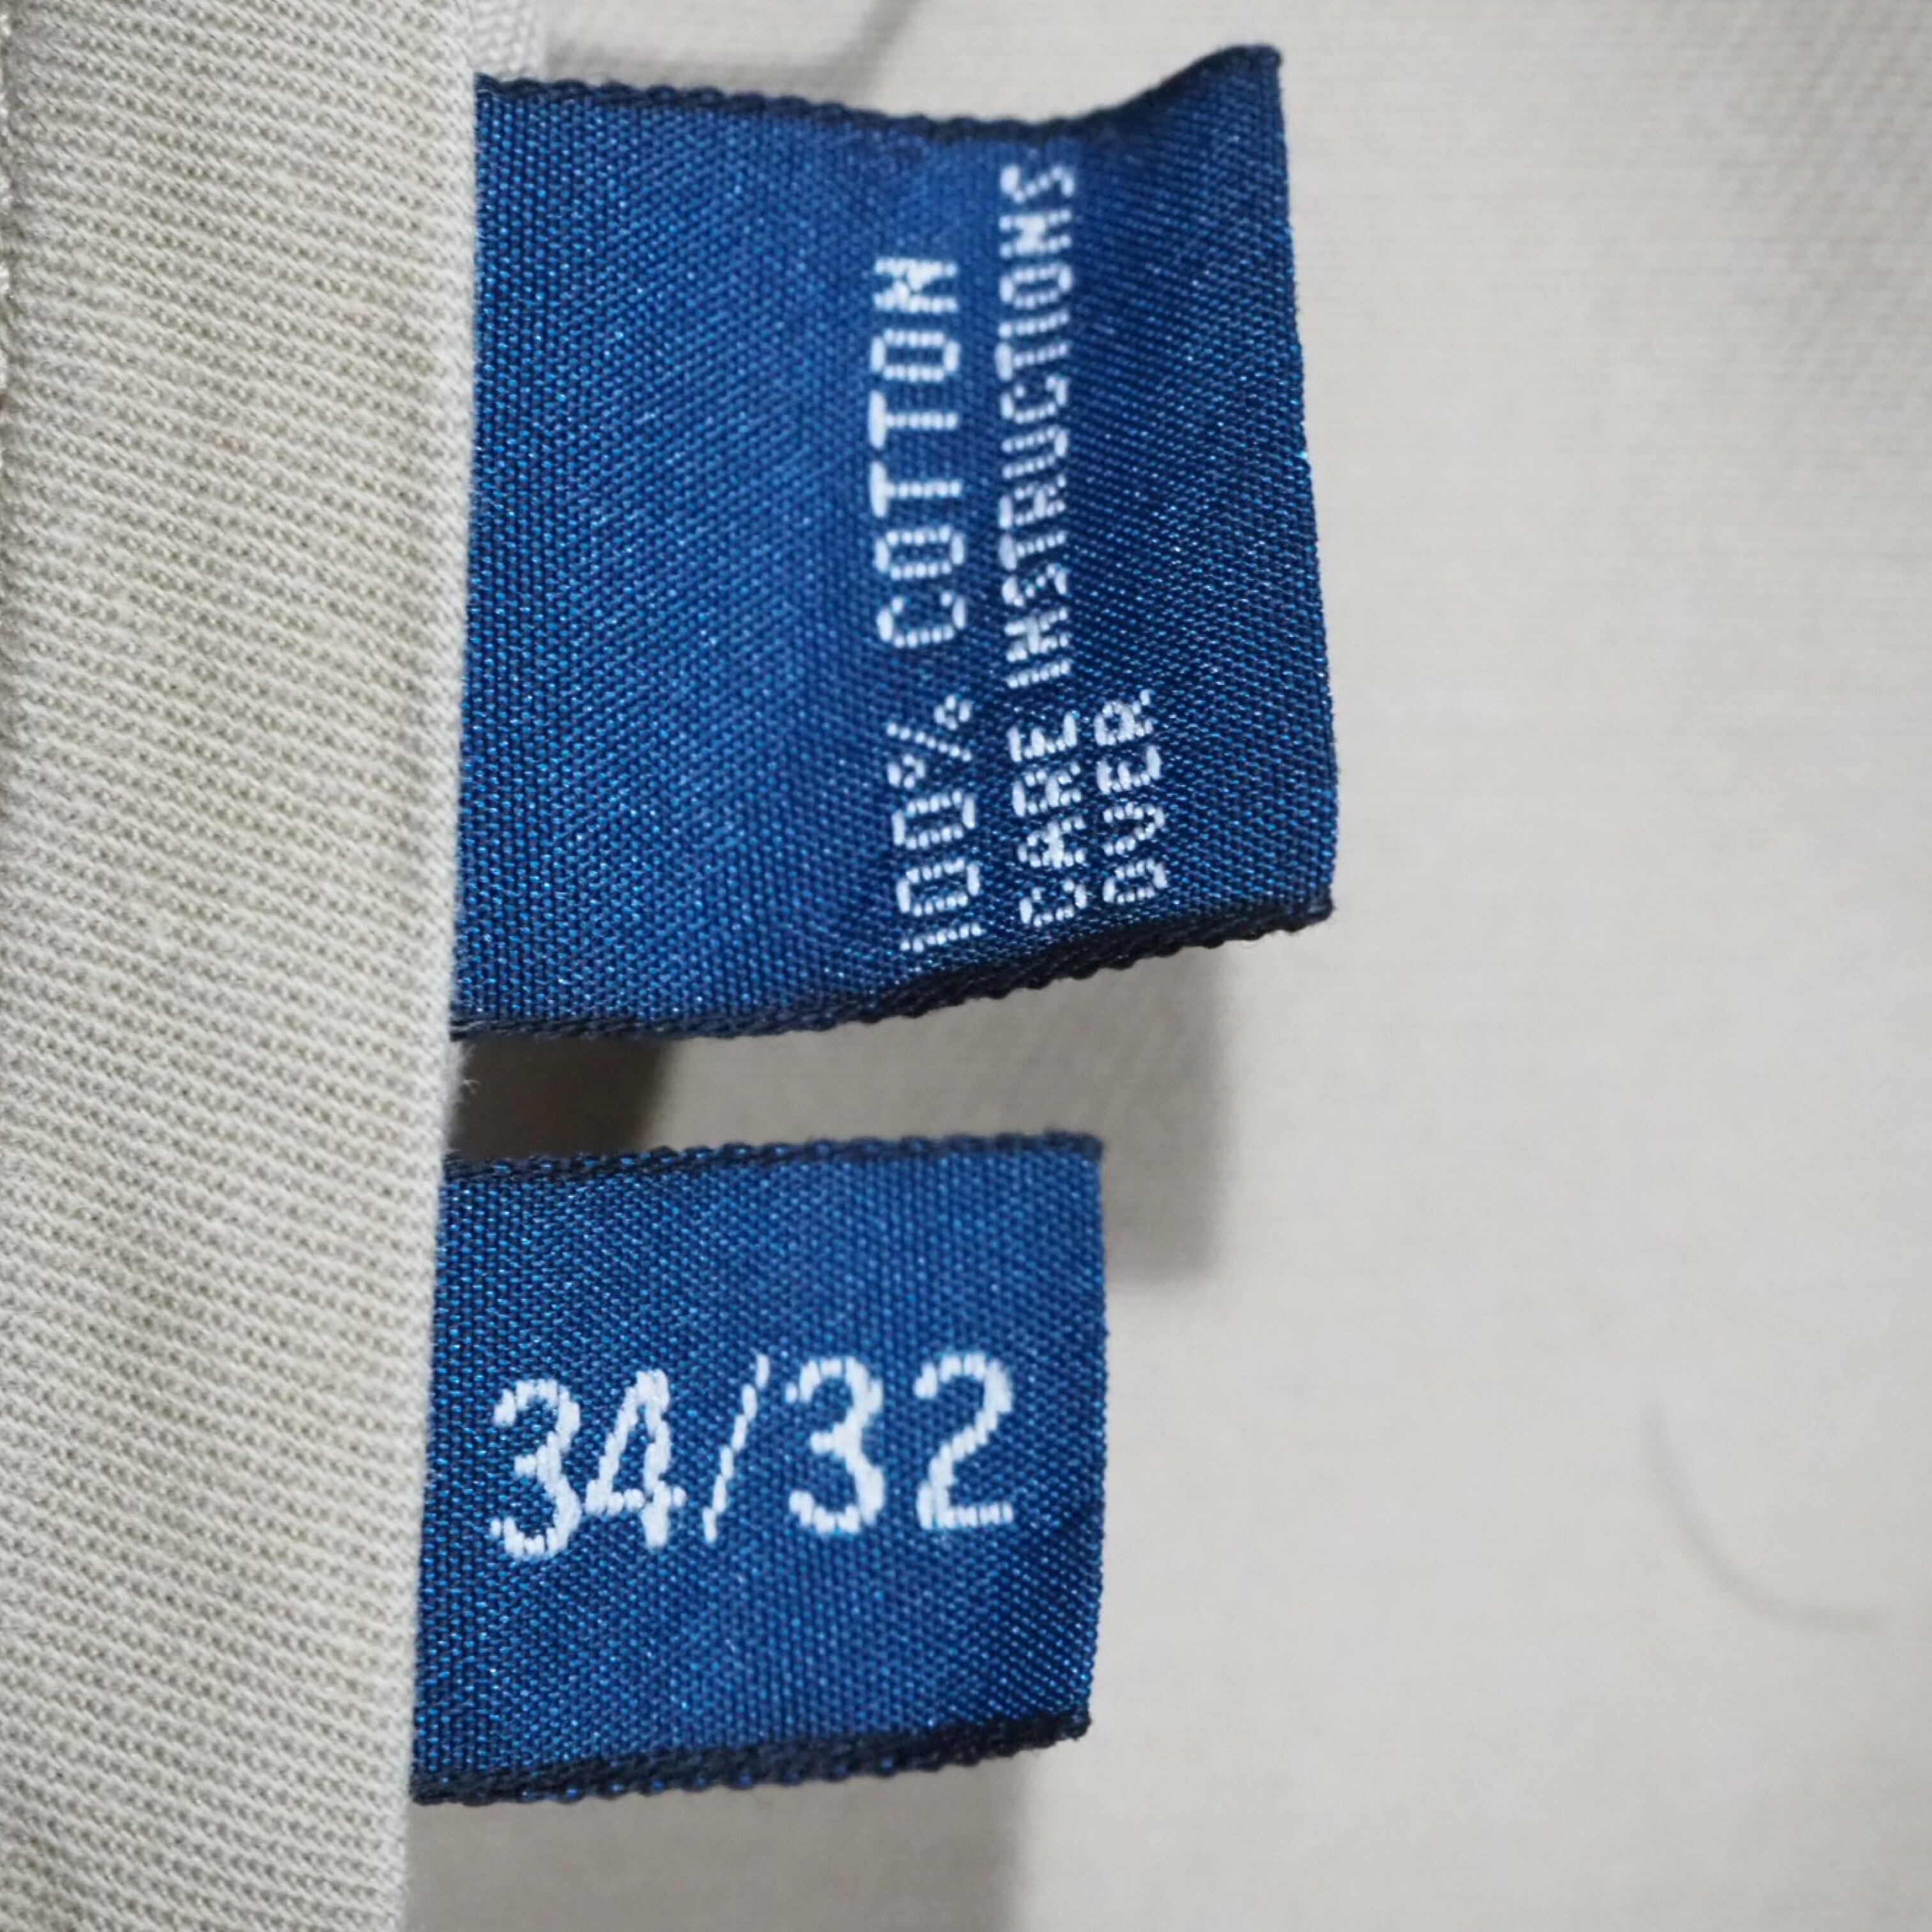 100% COTTON
CARE INSTRUCTIONS
OVER
34/32